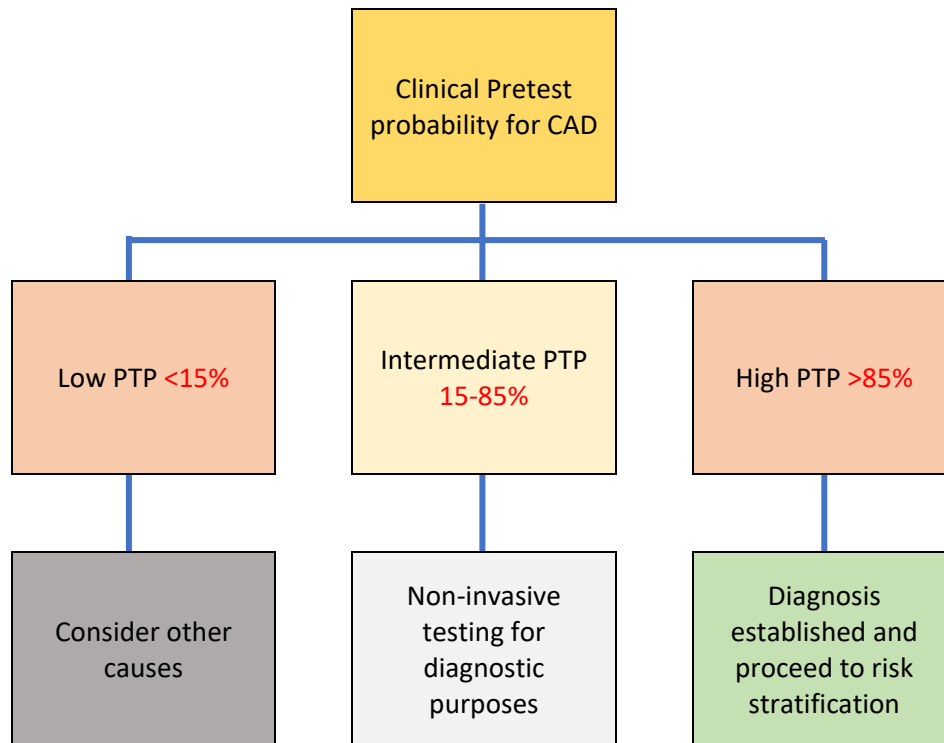 Clinical Pretest
probability for CAD
Low PTP <15%
Intermediate PTP
15-85%
High PTP >85%
Consider other
causes
Non-invasive
testing for
diagnostic
purposes
Diagnosis
established and
proceed to risk
stratification